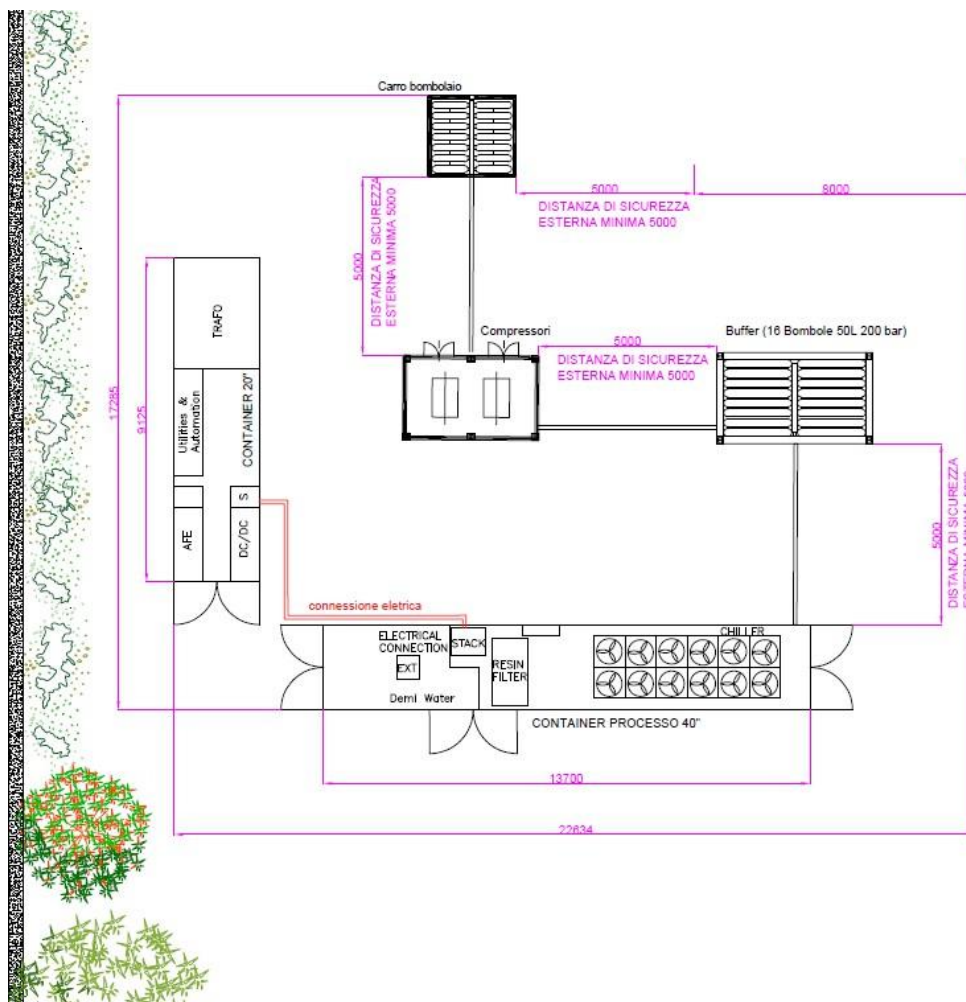 Carro bombolaio
5000
8000
DISTANZA DI SICUREZZA
ESTERNA MINIMA 5000
5000
DISTANZA DI SICUREZZA
ESTERNA MINIMA 5000
TRAFO
Compressori
Buffer (16 Bombole 50L 200 bar)
5000
DISTANZA DI SICUREZZA
ESTERNA MINIMA 5000
17285
9125
Utilities &
Automation
CONTAINER 20"
S
AFE
DC/DC
5000
DISTANZA DI SICUREZZA
connessione eletrica
ELECTRICAL
CONNECTION
STACK
CHILLER
EXT
RESIN
FILTER
Demi Water
CONTAINER PROCESSO 40"
13700
22634